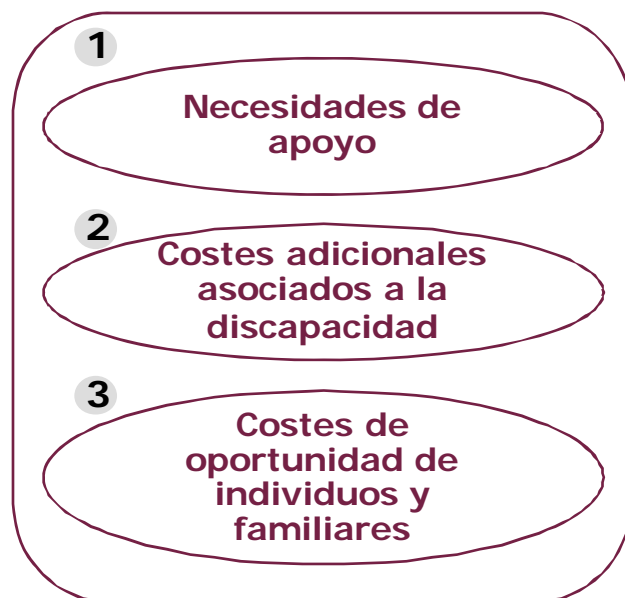 1
Necesidades de
apoyo
2
Costes adicionales
asociados a la
discapacidad
3
Costes de
oportunidad de
individuos y
familiares